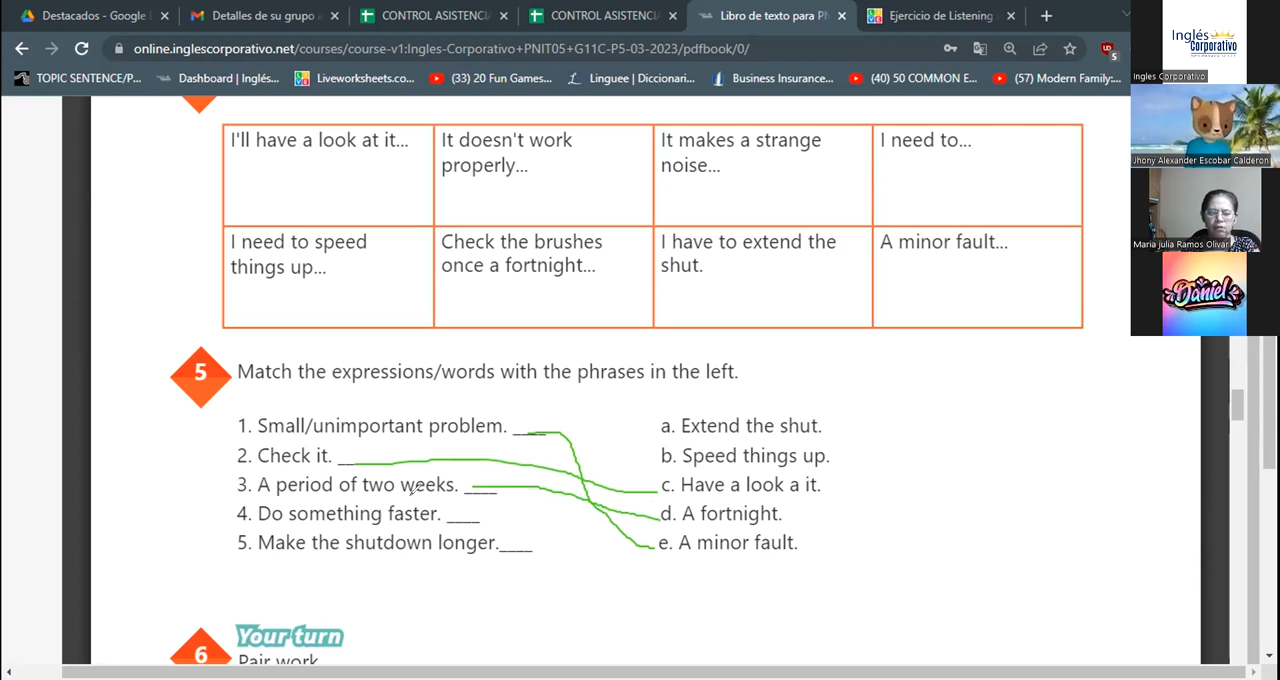 Destacados - Google
Detalles de su grupo a
CONTROL ASISTENCI
CONTROL ASISTENCI
Libro de texto para PN
Ejercicio de Listening
online.inglescorporativo.net/courses/course-v1:Ingles-Corporativo+PNIT05+G11C-P5-03-2023/pdfbook/0/
5
TOPIC SENTENCE/P...
Dashboard | Inglés...
Liveworksheets.co...
(33) 20 Fun Games...
Linguee | Diccionari...
Business Insurance...
(40) 50 COMMON E...
(57) Modern Family:...
Inglés
Corporativo
Ingles Corporativo
Jhony Alexander Escobar Calderon
Maria julia Ramos Olivar
Daniel
I'll have a look at it...
It doesn't work
properly...
It makes a strange
noise...
I need to...
I need to speed
things up...
Check the brushes
once a fortnight...
I have to extend the
shut.
A minor fault...
5 Match the expressions/words with the phrases in the left.
1. Small/unimportant problem. ____ a. Extend the shut.
2. Check it. __ b. Speed things up.
3. A period of two weeks. ____ c. Have a look a it.
4. Do something faster. ____ d. A fortnight.
5. Make the shutdown longer.____ e. A minor fault.
6 Your turn
Pair work